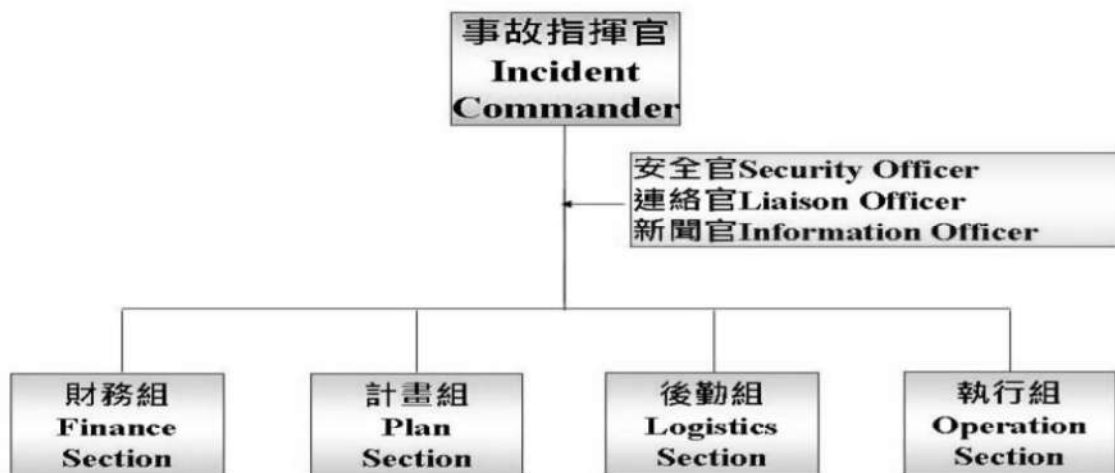 事故指揮官
Incident
Commander
安全官Security Officer
連絡官Liaison Officer
新聞官Information Officer
財務組
Finance
Section
計畫組
Plan
Section
後勤組
Logistics
Section
執行組
Operation
Section